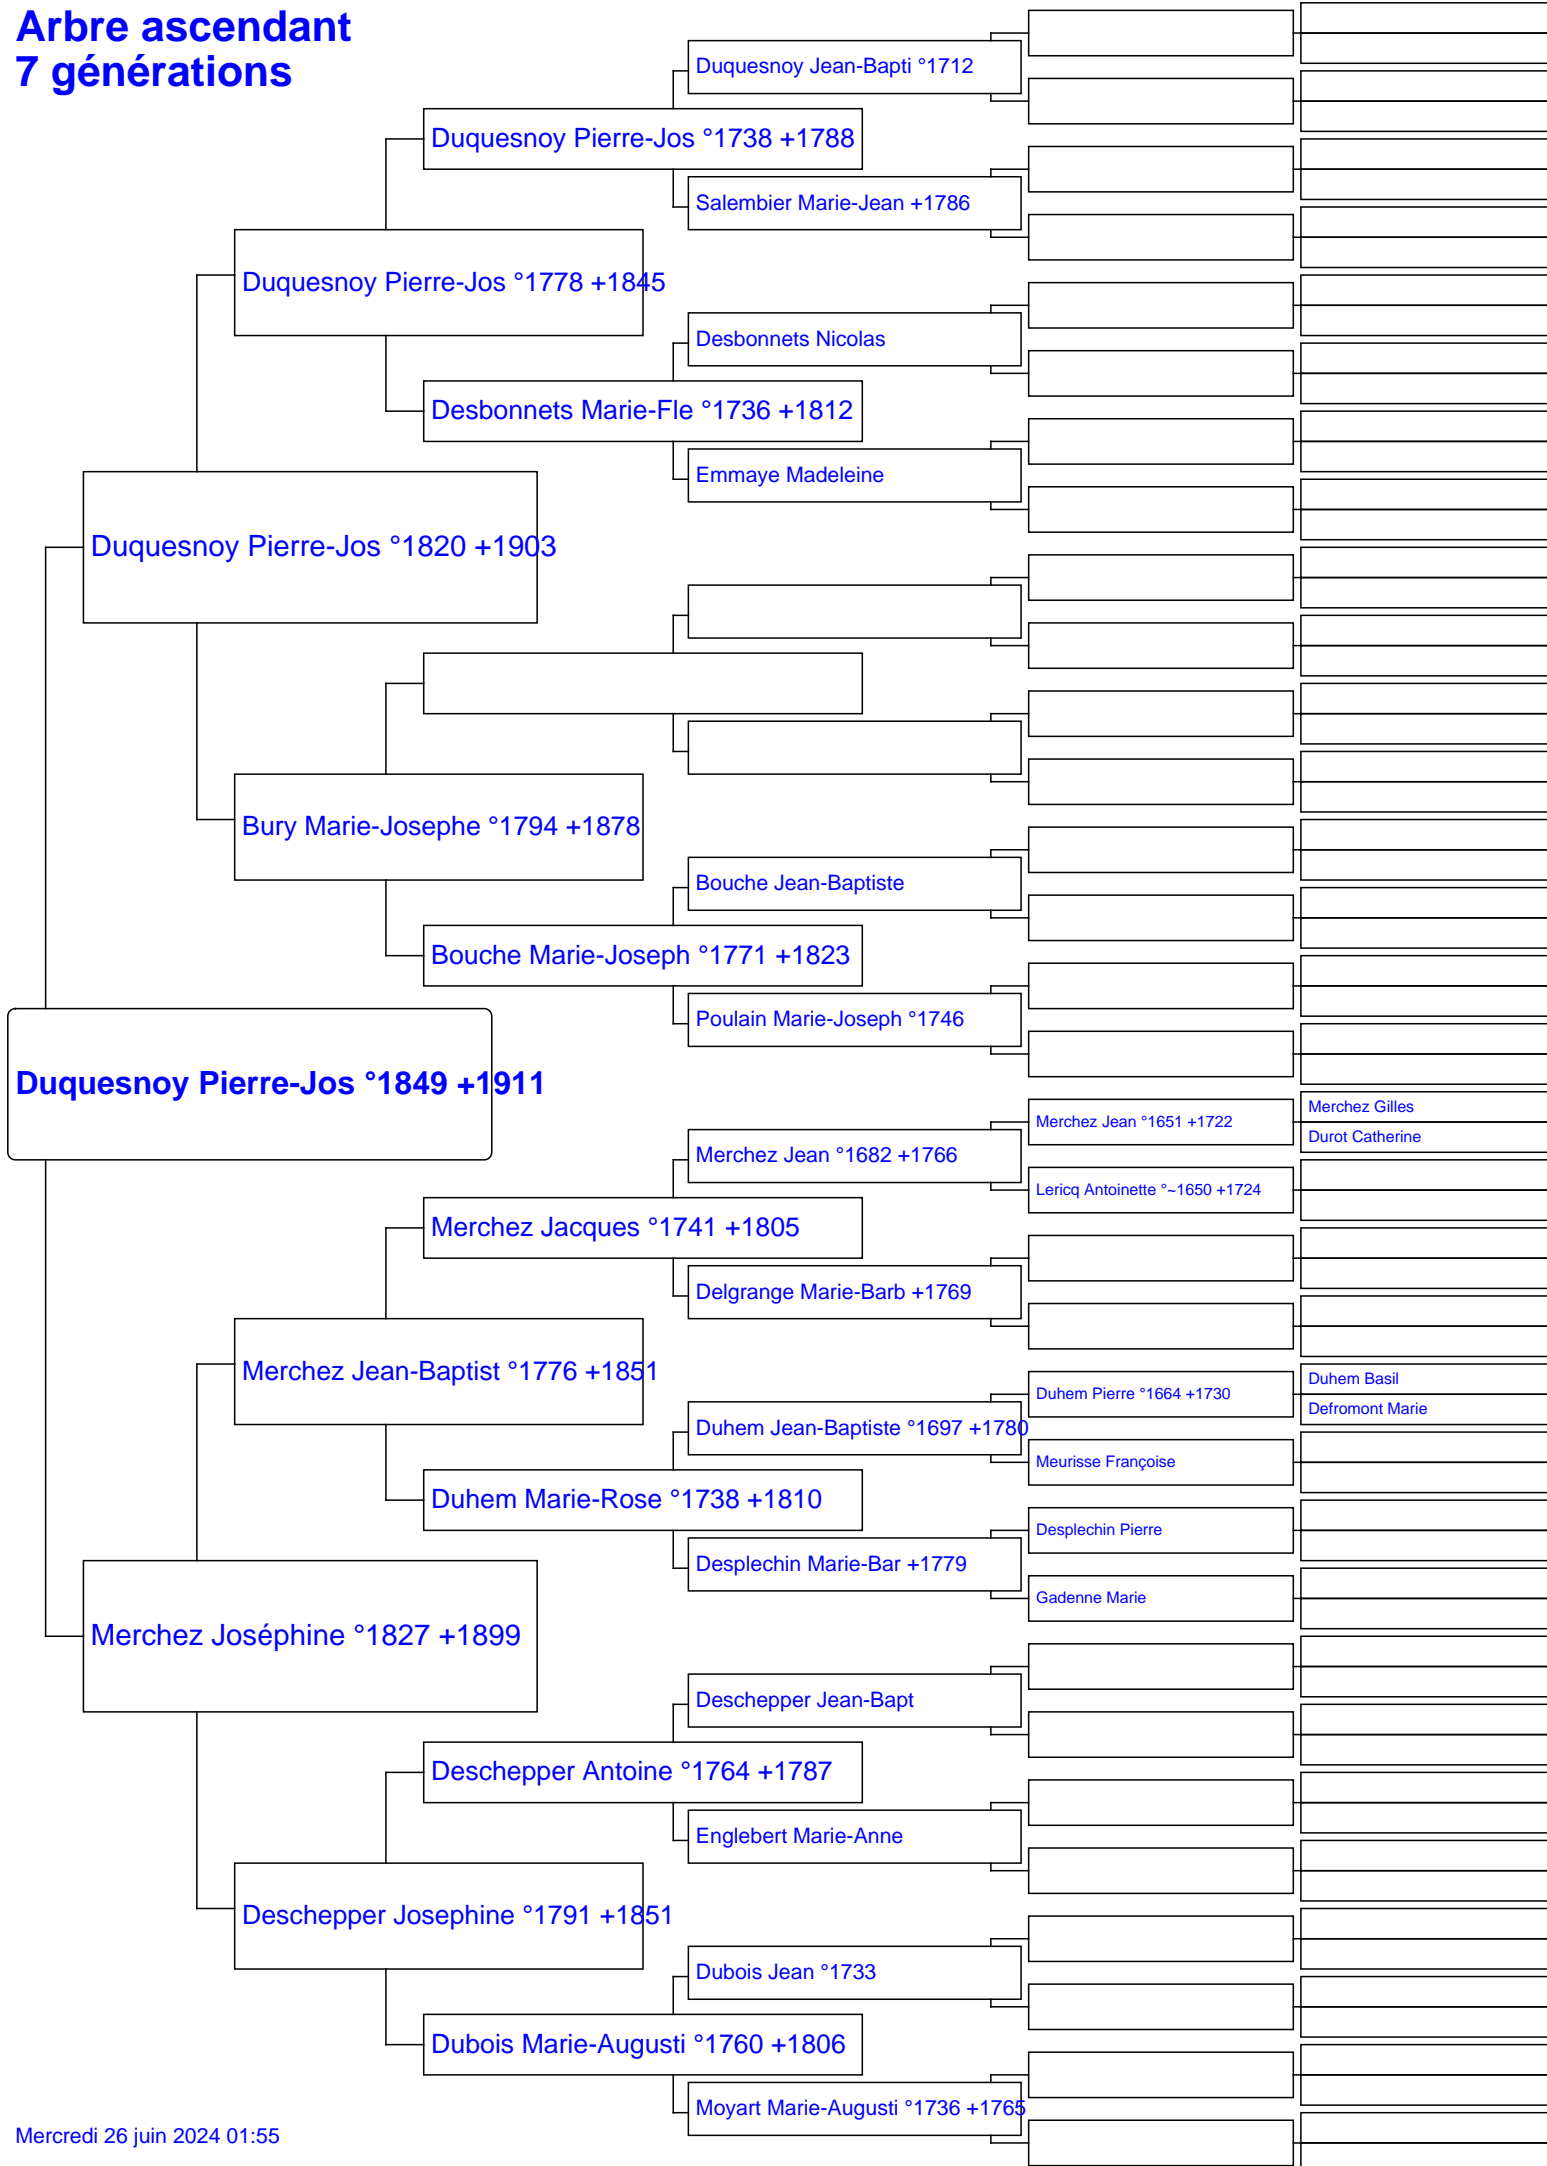 Arbre ascendant
7 générations
Duquesnoy Jean-Bapti °1712
Duquesnoy Pierre-Jos °1738 +1788
Salembier Marie-Jean +1786
Duquesnoy Pierre-Jos °1778 +1845
Desbonnets Nicolas
Desbonnets Marie-Fle °1736 +1812
Emmaye Madeleine
Duquesnoy Pierre-Jos °1820 +1903
Bury Marie-Josephe °1794 +1878
Bouche Jean-Baptiste
Bouche Marie-Joseph °1771 +1823
Poulain Marie-Joseph °1746
Duquesnoy Pierre-Jos °1849 +1911
Merchez Gilles
Merchez Jean °1651 +1722
Durot Catherine
Merchez Jean °1682 +1766
Lericq Antoinette °~1650 +1724
Merchez Jacques °1741 +1805
Delgrange Marie-Barb +1769
Merchez Jean-Baptist °1776 +1851
Duhem Basil
Duhem Pierre °1664 +1730
Defromont Marie
Duhem Jean-Baptiste °1697 +1780
Meurisse Françoise
Duhem Marie-Rose °1738 +1810
Desplechin Pierre
Desplechin Marie-Bar +1779
Gadenne Marie
Merchez Joséphine °1827 +1899
Deschepper Jean-Bapt
Deschepper Antoine °1764 +1787
Englebert Marie-Anne
Deschepper Josephine °1791 +1851
Dubois Jean °1733
Dubois Marie-Augusti °1760 +1806
Moyart Marie-Augusti °1736 +1765
Mercredi 26 juin 2024 01:55